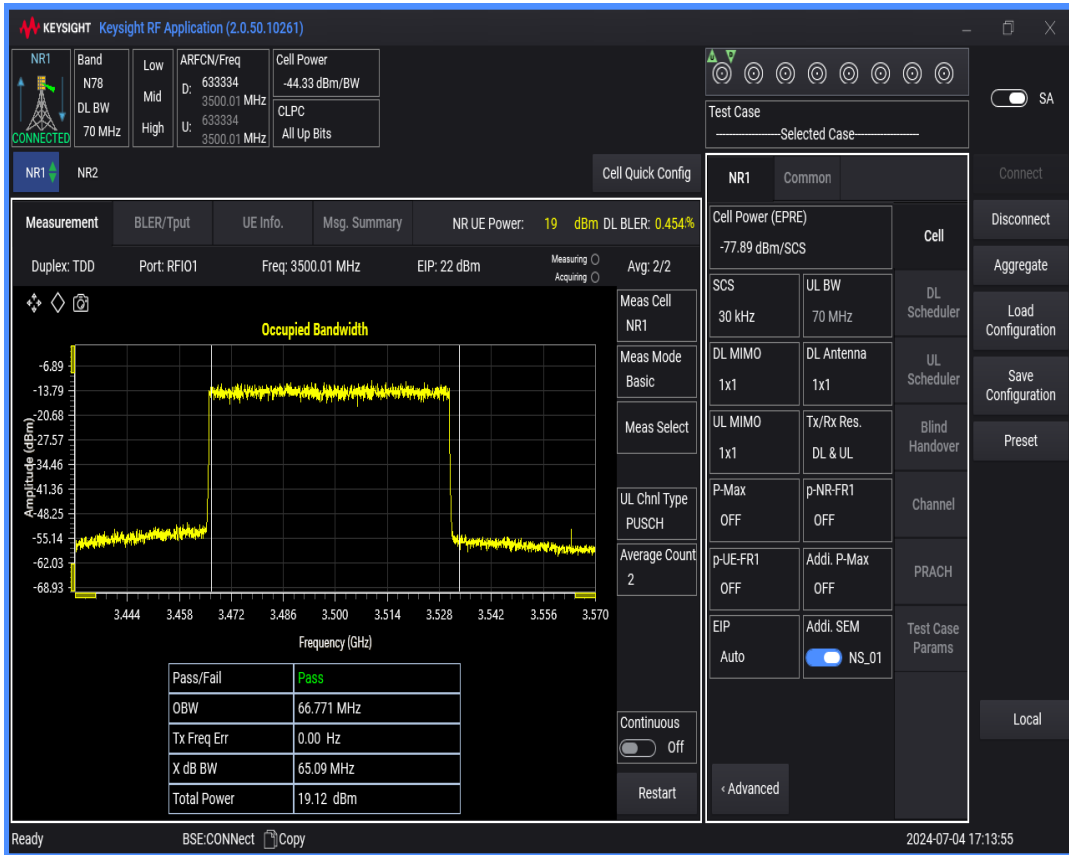 KEYSIGHT Keysight RF Application (2.0.50.10261)
NR1
CONNECTED
Band
N78
DL BW
70 MHz
Low
Mid
High
ARFCN/Freq
D: 633334
3500.01 MHz
U: 633334
3500.01 MHz
Cell Power
-44.33 dBm/BW
CLPC
All Up Bits
Test Case
--------------------Selected Case--------------------
SA
NR1 NR2
Cell Quick Config
NR1 Common
Connect
Disconnect
Aggregate
Load
Configuration
Save
Configuration
Preset
Local
Measurement BLER/Tput UE Info. Msg. Summary NR UE Power: 19 dBm DL BLER: 0.454%
Duplex: TDD Port: RFIO1 Freq: 3500.01 MHz EIP: 22 dBm Measuring Avg: 2/2
Acquiring
Occupied Bandwidth
Amplitude (dBm)
-6.89
-13.79
-20.68
-27.57
-34.46
-41.36
-48.25
-55.14
-62.03
-68.93
3.444 3.458 3.472 3.486 3.500 3.514 3.528 3.542 3.556 3.570
Frequency (GHz)
Pass/Fail Pass
OBW 66.771 MHz
Tx Freq Err 0.00 Hz
X dB BW 65.09 MHz
Total Power 19.12 dBm
Meas Cell
NR1
Meas Mode
Basic
Meas Select
UL Chnl Type
PUSCH
Average Count
2
Continuous
Off
Restart
Cell Power (EPRE)
-77.89 dBm/SCS
SCS
30 kHz
UL BW
70 MHz
DL MIMO
1x1
DL Antenna
1x1
UL MIMO
1x1
Tx/Rx Res.
DL & UL
P-Max
OFF
p-NR-FR1
OFF
p-UE-FR1
OFF
Addi. P-Max
OFF
EIP
Auto
Addi. SEM
NS_01
‹ Advanced
Cell
DL
Scheduler
UL
Scheduler
Blind
Handover
Channel
PRACH
Test Case
Params
Ready BSE:CONNect Copy 2024-07-04 17:13:55